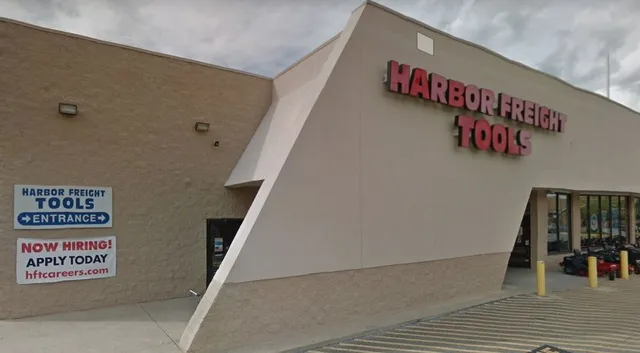 HARBOR FREIGHT
TOOLS
HARBOR FREIGHT
TOOLS
ENTRANCE
NOW HIRING!
APPLY TODAY
hftcareers.com